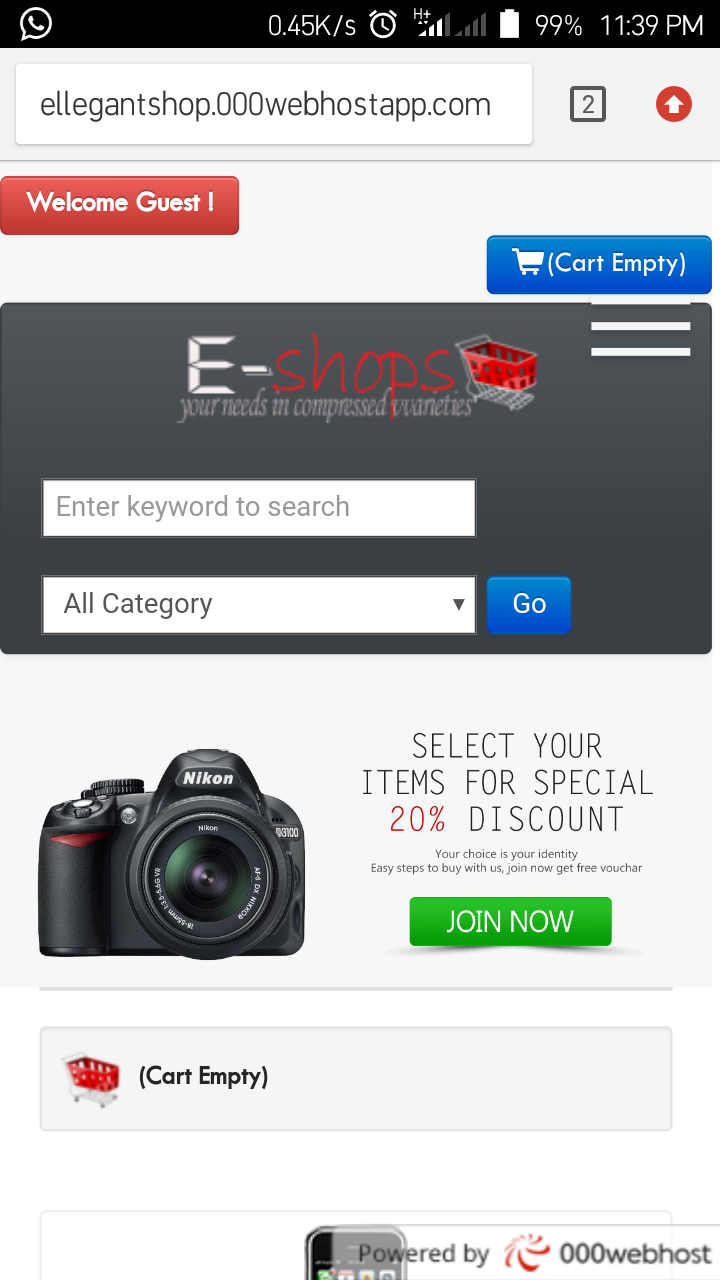 0.45K/s H+ 99% 11:39 PM
ellegantshop.000webhostapp.com 2
Welcome Guest !
(Cart Empty)
E-shops
your needs in compressed vvarieties
Enter keyword to search
All Category
Go
SELECT YOUR
ITEMS FOR SPECIAL
20% DISCOUNT
Your choice is your identity
Easy steps to buy with us, join now get free vouchar
JOIN NOW
Nikon
Nikon
D3100
AF-S DX NIKKOR
18-55mm 1:3.5-5.6G VR
(Cart Empty)
Powered by 000webhost